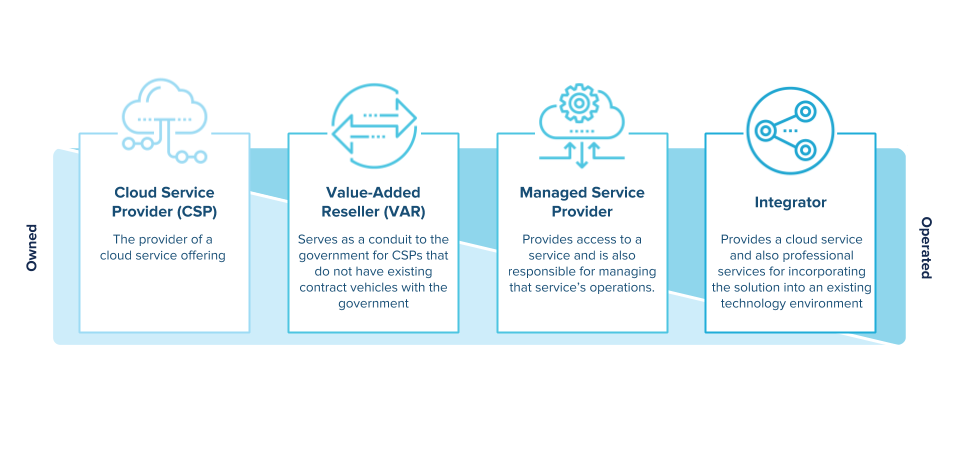 Owned
Cloud Service
Provider (CSP)
The provider of a
cloud service offering
Value-Added
Reseller (VAR)
Serves as a conduit to the
government for CSPs that
do not have existing
contract vehicles with the
government
Managed Service
Provider
Provides access to a
service and is also
responsible for managing
that service’s operations.
Integrator
Provides a cloud service
and also professional
services for incorporating
the solution into an existing
technology environment
Operated